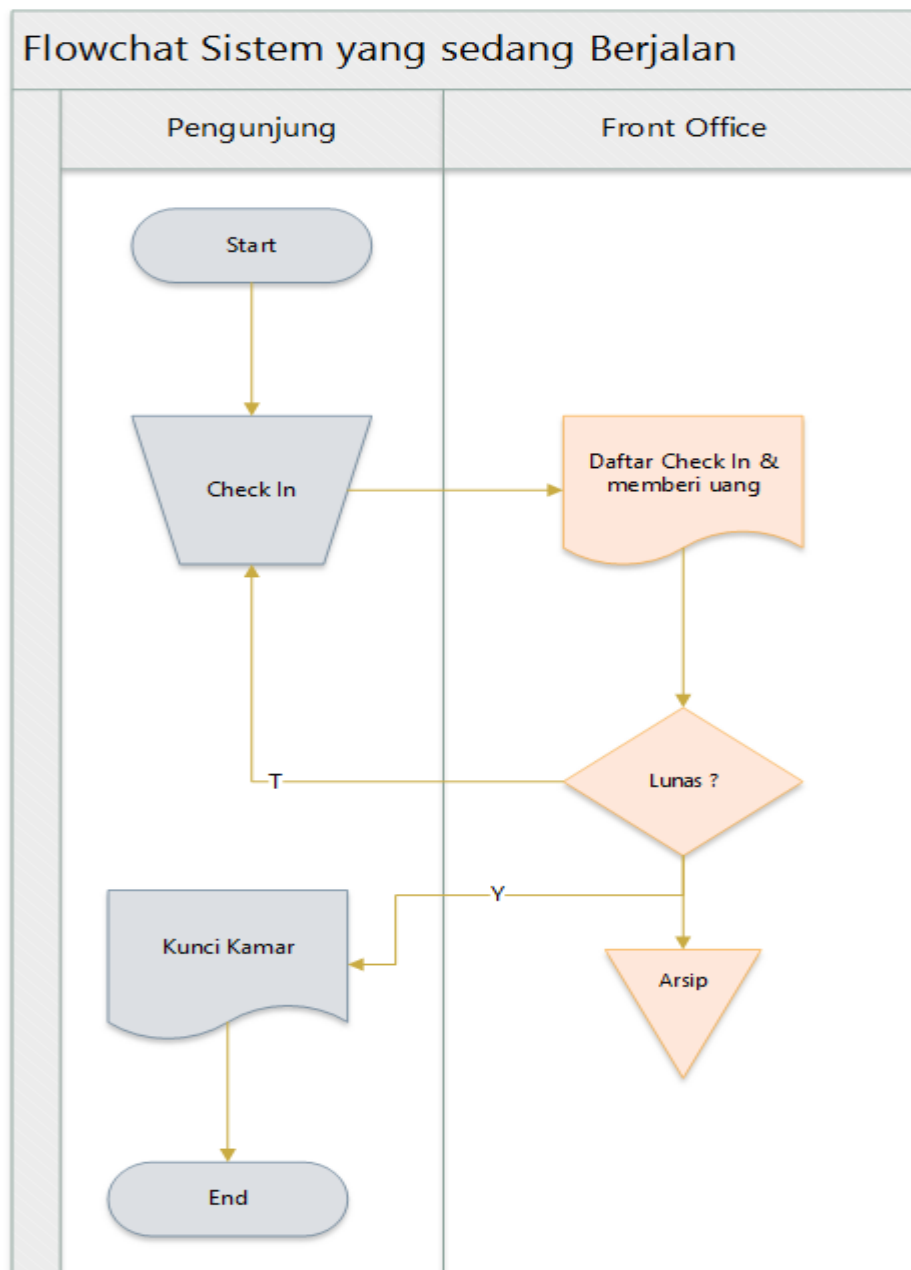 Flowchat Sistem yang sedang Berjalan
Pengunjung
Front Office
Start
Check In
Daftar Check In &
memberi uang
Lunas ?
T
Y
Kunci Kamar
Arsip
End